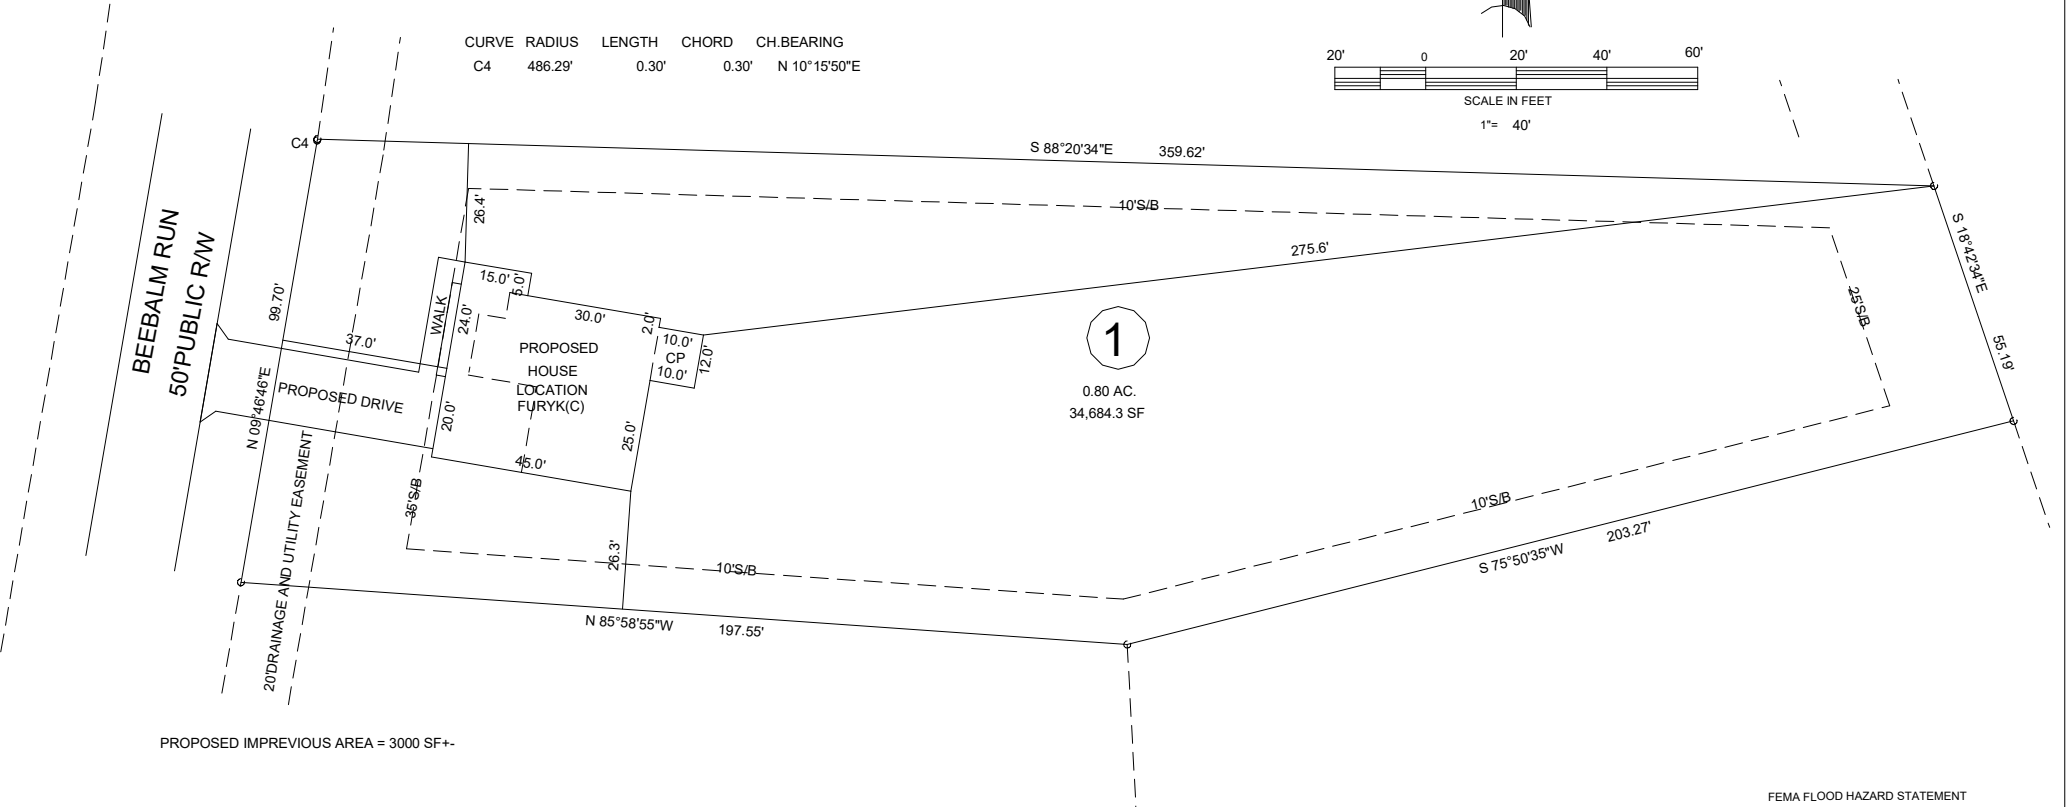 CURVE RADIUS LENGTH CHORD CH.BEARING
C4 486.29' 0.30' 0.30' N 10°15'50"E
20' 0 20' 40' 60'
SCALE IN FEET
1"= 40'
C4
S 88°20'34"E 359.62'
BEEBALM RUN
50'PUBLIC R/W
99.70'
N 09°46'46"E
26.4'
10'S/B
275.6'
S 18°42'34"E
55.19'
25'S/B
15.0'
5.0'
WALK
24.0'
30.0'
2.0'
10.0'
CP
10.0'
12.0'
37.0'
PROPOSED
HOUSE
LOCATION
FURYK(C)
1
0.80 AC.
34,684.3 SF
PROPOSED DRIVE
20.0'
25.0'
45.0'
35'S/B
20'DRAINAGE AND UTILITY EASEMENT
26.3'
10'S/B
10'S/B
S 75°50'35"W 203.27'
N 85°58'55"W 197.55'
PROPOSED IMPREVIOUS AREA = 3000 SF+-
FEMA FLOOD HAZARD STATEMENT